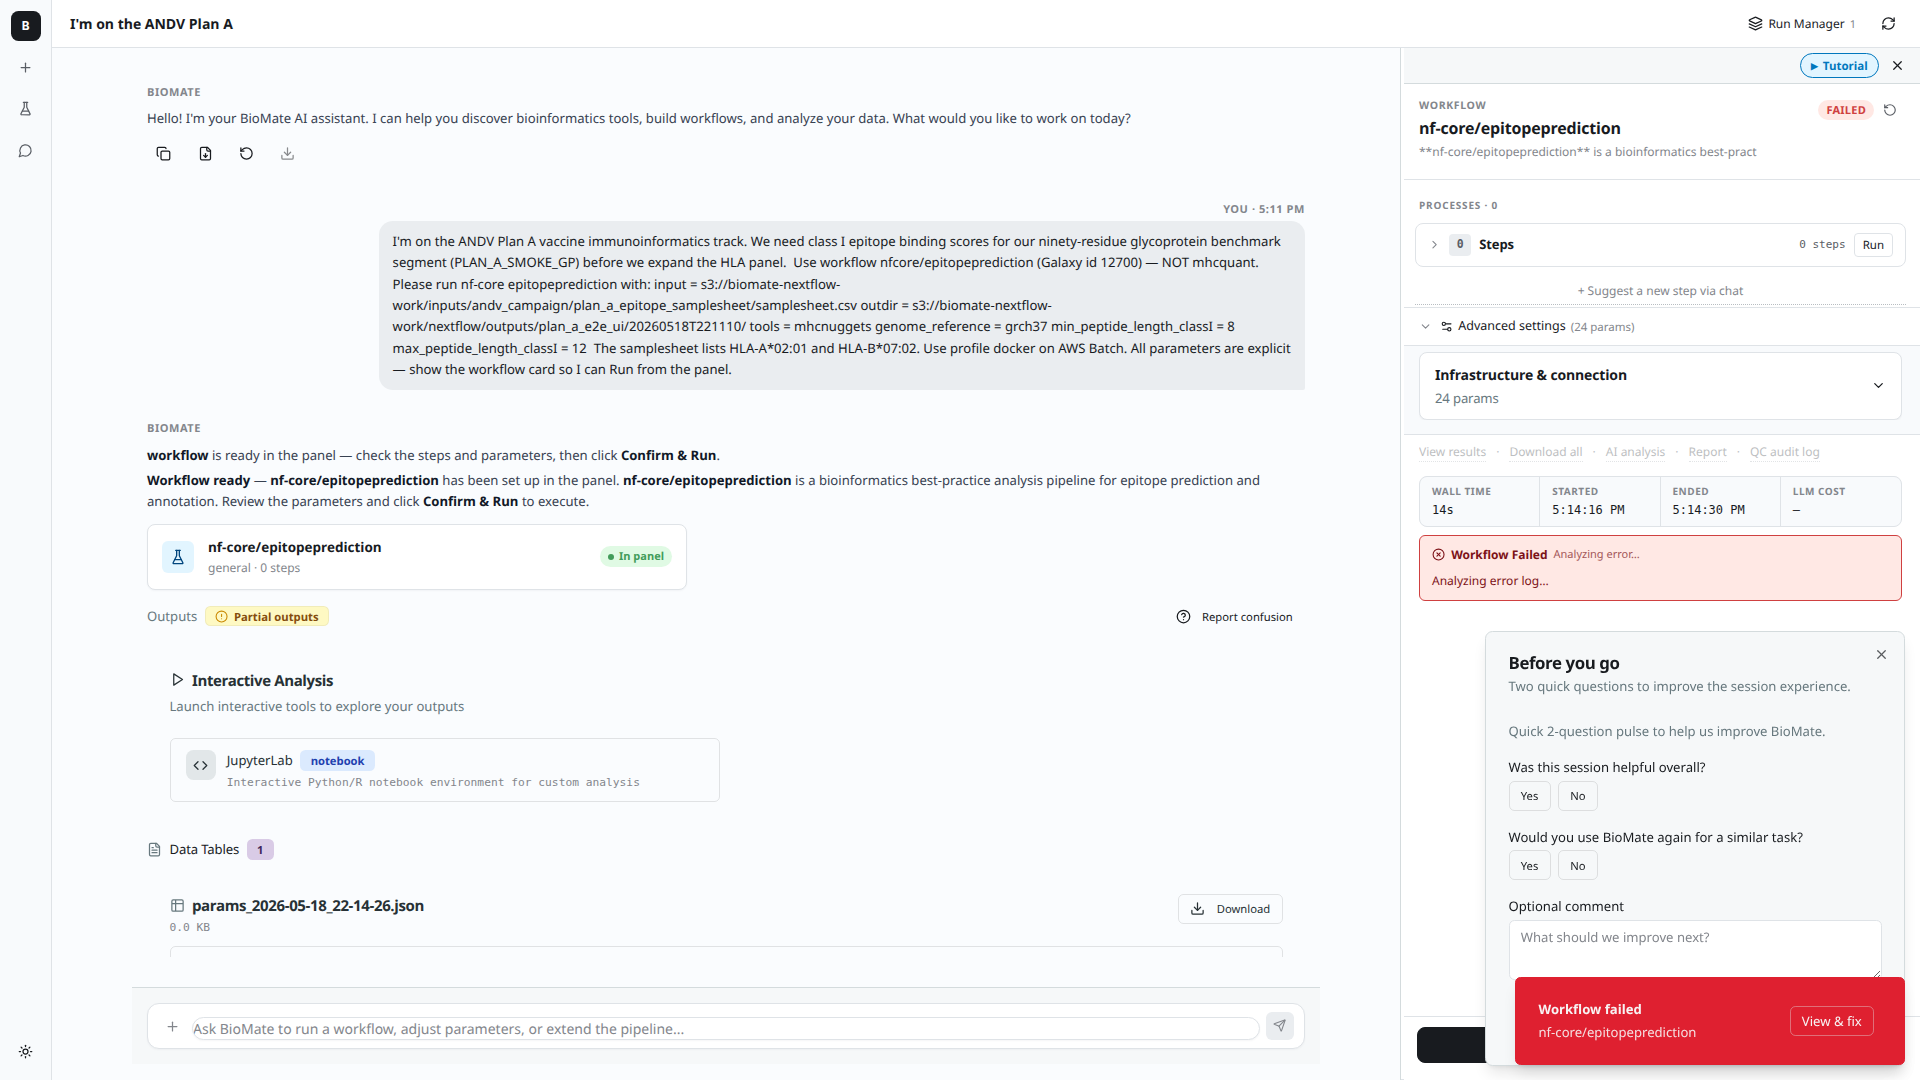 B
I'm on the ANDV Plan A
Run Manager 1
BIOMATE
Hello! I'm your BioMate AI assistant. I can help you discover bioinformatics tools, build workflows, and analyze your data. What would you like to work on today?
YOU · 5:11 PM
I'm on the ANDV Plan A vaccine immunoinformatics track. We need class I epitope binding scores for our ninety-residue glycoprotein benchmark
segment (PLAN_A_SMOKE_GP) before we expand the HLA panel.  Use workflow nfcore/epitopeprediction (Galaxy id 12700) — NOT mhcquant.
Please run nf-core epitopeprediction with: input = s3://biomate-nextflow-
work/inputs/andv_campaign/plan_a_epitope_samplesheet/samplesheet.csv outdir = s3://biomate-nextflow-
work/nextflow/outputs/plan_a_e2e_ui/20260518T221110/ tools = mhcnuggets genome_reference = grch37 min_peptide_length_classI = 8
max_peptide_length_classI = 12  The samplesheet lists HLA-A*02:01 and HLA-B*07:02. Use profile docker on AWS Batch. All parameters are explicit
— show the workflow card so I can Run from the panel.
BIOMATE
workflow is ready in the panel — check the steps and parameters, then click Confirm & Run.
Workflow ready — nf-core/epitopeprediction has been set up in the panel. nf-core/epitopeprediction is a bioinformatics best-practice analysis pipeline for epitope prediction and
annotation. Review the parameters and click Confirm & Run to execute.
nf-core/epitopeprediction
general · 0 steps
In panel
Outputs
Partial outputs
Report confusion
Interactive Analysis
Launch interactive tools to explore your outputs
JupyterLab notebook
Interactive Python/R notebook environment for custom analysis
Data Tables 1
params_2026-05-18_22-14-26.json
0.0 KB
Download
Ask BioMate to run a workflow, adjust parameters, or extend the pipeline...
Tutorial
WORKFLOW
FAILED
nf-core/epitopeprediction
**nf-core/epitopeprediction** is a bioinformatics best-pract
PROCESSES · 0
0 Steps
0 steps
Run
+ Suggest a new step via chat
Advanced settings (24 params)
Infrastructure & connection
24 params
View results · Download all · AI analysis · Report · QC audit log
WALL TIME
14s
STARTED
5:14:16 PM
ENDED
5:14:30 PM
LLM COST
—
Workflow Failed Analyzing error...
Analyzing error log...
Before you go
Two quick questions to improve the session experience.
Quick 2-question pulse to help us improve BioMate.
Was this session helpful overall?
Yes No
Would you use BioMate again for a similar task?
Yes No
Optional comment
What should we improve next?
Workflow failed
nf-core/epitopeprediction
View & fix